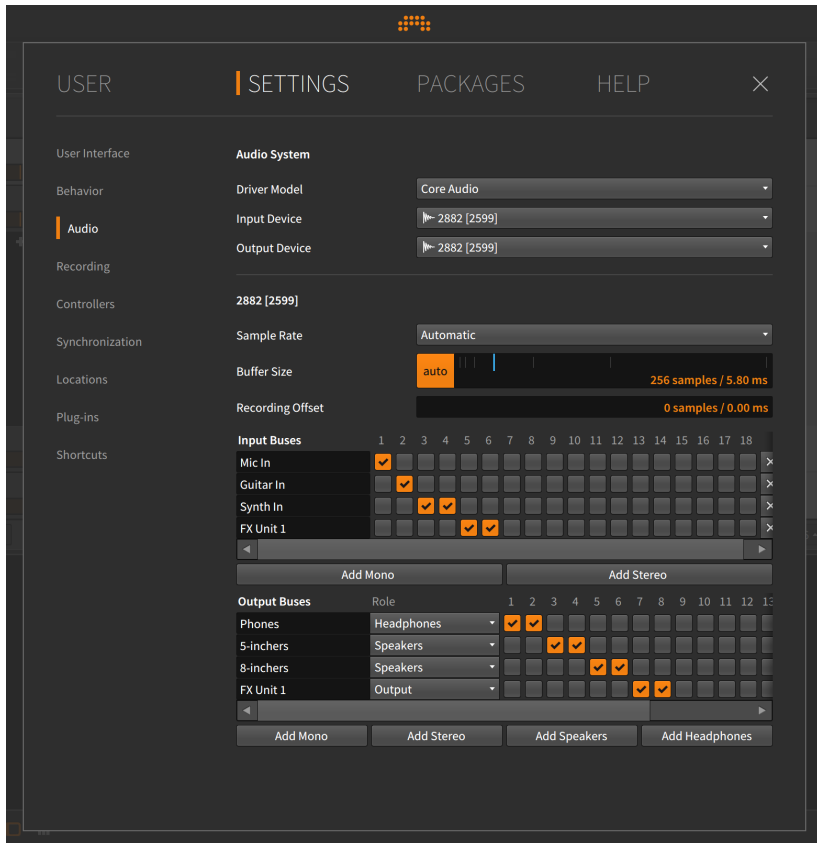 USER SETTINGS PACKAGES HELP
User Interface
Behavior
Audio
Recording
Controllers
Synchronization
Locations
Plug-ins
Shortcuts
Audio System
Driver Model Core Audio
Input Device 2882 [2599]
Output Device 2882 [2599]
2882 [2599]
Sample Rate Automatic
Buffer Size auto 256 samples / 5.80 ms
Recording Offset 0 samples / 0.00 ms
Input Buses 1 2 3 4 5 6 7 8 9 10 11 12 13 14 15 16 17 18
Mic In
Guitar In
Synth In
FX Unit 1
Add Mono Add Stereo
Output Buses Role 1 2 3 4 5 6 7 8 9 10 11 12 13
Phones Headphones
5-inchers Speakers
8-inchers Speakers
FX Unit 1 Output
Add Mono Add Stereo Add Speakers Add Headphones